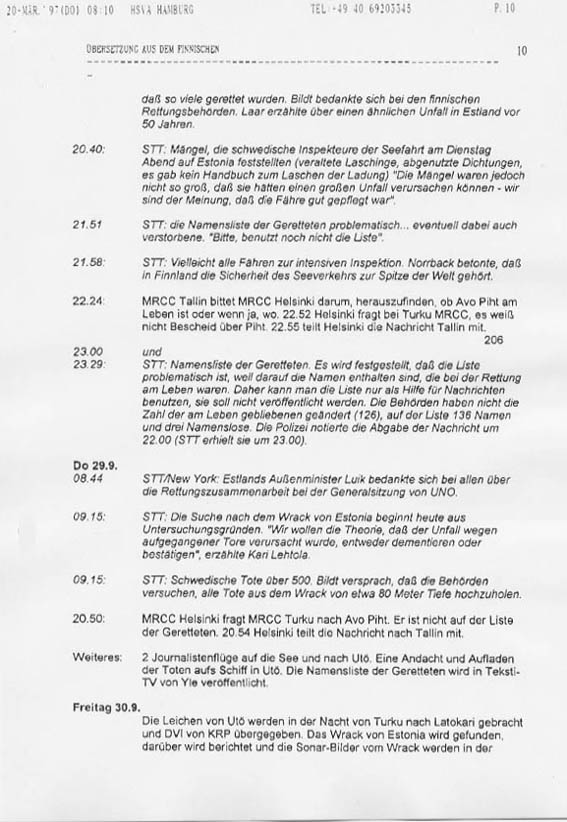 20-MAR.'97(DO) 08:10 HSVA HAMBURG TEL:+49 40 69203345 P. 10
ÜBERSETZUNG AUS DEM FINNISCHEN 10
daß so viele gerettet wurden. Bildt bedankte sich bei den finnischen
Rettungsbehörden. Laar erzählte über einen ähnlichen Unfall in Estland vor
50 Jahren.
20.40: STT: Mängel, die schwedische Inspekteure der Seefahrt am Dienstag
Abend auf Estonia feststellten (veraltete Laschinge, abgenutzte Dichtungen,
es gab kein Handbuch zum Laschen der Ladung) "Die Mängel waren jedoch
nicht so groß, daß sie hätten einen großen Unfall verursachen können - wir
sind der Meinung, daß die Fähre gut gepflegt war".
21.51 STT: die Namensliste der Geretteten problematisch... eventuell dabei auch
verstorbene. "Bitte, benutzt noch nicht die Liste".
21.58: STT: Vielleicht alle Fähren zur intensiven Inspektion. Norrback betonte, daß
in Finnland die Sicherheit des Seeverkehrs zur Spitze der Welt gehört.
22.24: MRCC Tallin bittet MRCC Helsinki darum, herauszufinden, ob Avo Piht am
Leben ist oder wenn ja, wo. 22.52 Helsinki fragt bei Turku MRCC, es weiß
nicht Bescheid über Piht. 22.55 teilt Helsinki die Nachricht Tallin mit.
206
23.00 und
23.29: STT: Namensliste der Geretteten. Es wird festgestellt, daß die Liste
problematisch ist, weil darauf die Namen enthalten sind, die bei der Rettung
am Leben waren. Daher kann man die Liste nur als Hilfe für Nachrichten
benutzen, sie soll nicht veröffentlicht werden. Die Behörden haben nicht die
Zahl der am Leben gebliebenen geändert (126), auf der Liste 136 Namen
und drei Namenslose. Die Polizei notierte die Abgabe der Nachricht um
22.00 (STT erhielt sie um 23.00).
Do 29.9.
08.44 STT/New York: Estlands Außenminister Luik bedankte sich bei allen über
die Rettungszusammenarbeit bei der Generalsitzung von UNO.
09.15: STT: Die Suche nach dem Wrack von Estonia beginnt heute aus
Untersuchungsgründen. "Wir wollen die Theorie, daß der Unfall wegen
aufgegangener Tore verursacht wurde, entweder dementieren oder
bestätigen", erzählte Kari Lehtola.
09.15: STT: Schwedische Tote über 500. Bildt versprach, daß die Behörden
versuchen, alle Tote aus dem Wrack von etwa 80 Meter Tiefe hochzuholen.
20.50: MRCC Helsinki fragt MRCC Turku nach Avo Piht. Er ist nicht auf der Liste
der Geretteten. 20.54 Helsinki teilt die Nachricht nach Tallin mit.
Weiteres: 2 Journalistenflüge auf die See und nach Utö. Eine Andacht und Aufladen
der Toten aufs Schiff in Utö. Die Namensliste der Geretteten wird in Teksti-
TV von Yle veröffentlicht.
Freitag 30.9.
Die Leichen von Utö werden in der Nacht von Turku nach Latokari gebracht
und DVI von KRP übergegeben. Das Wrack von Estonia wird gefunden,
darüber wird berichtet und die Sonar-Bilder vom Wrack werden in der